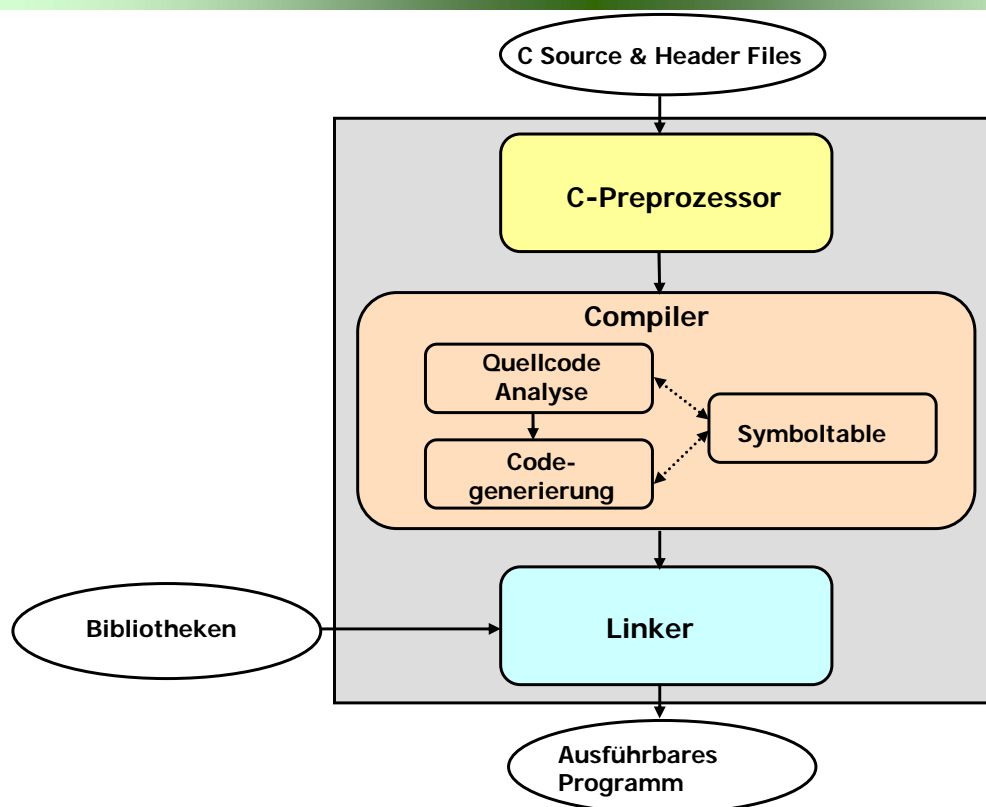 C Source & Header Files
C-Preprozessor
Compiler
Quellcode
Analyse
Symboltable
Code-
generierung
Bibliotheken
Linker
Ausführbares
Programm